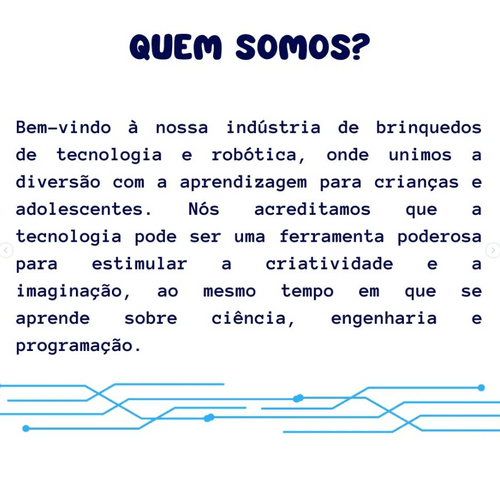 QUEM SOMOS?
Bem-vindo à nossa indústria de brinquedos
de tecnologia e robótica, onde unimos a
diversão com a aprendizagem para crianças e
adolescentes. Nós acreditamos que a
tecnologia pode ser uma ferramenta poderosa
para estimular a criatividade e a
imaginação, ao mesmo tempo em que se
aprende sobre ciência, engenharia e
programação.